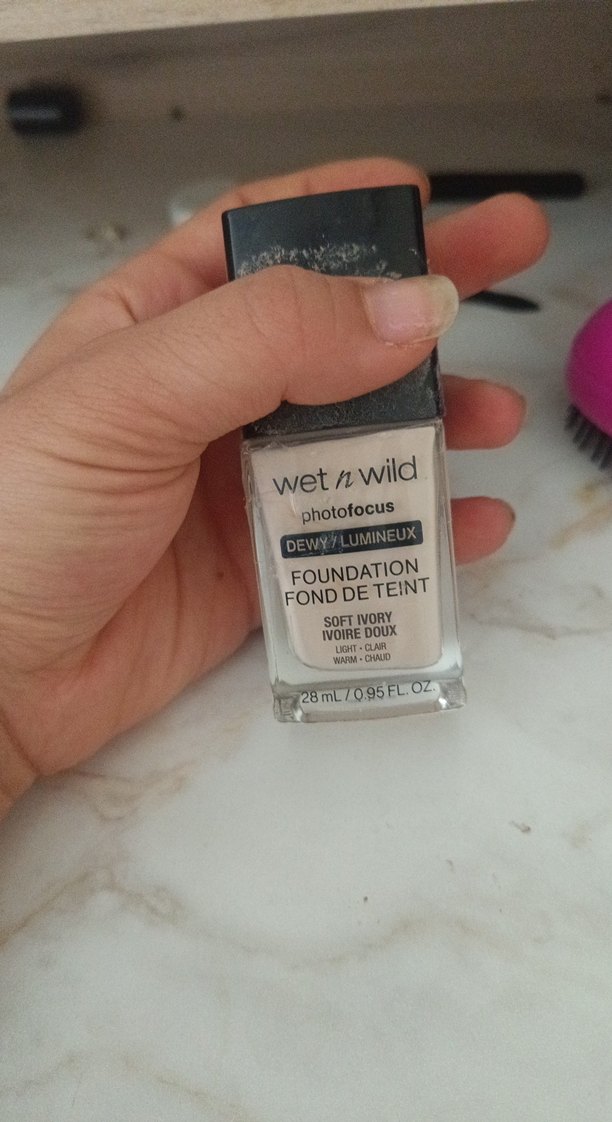 wet n wild
photofocus
DEWY / LUMINEUX
FOUNDATION
FOND DE TEINT
SOFT IVORY
IVOIRE DOUX
LIGHT • CLAIR
WARM • CHAUD
28 mL / 0.95 FL. OZ.